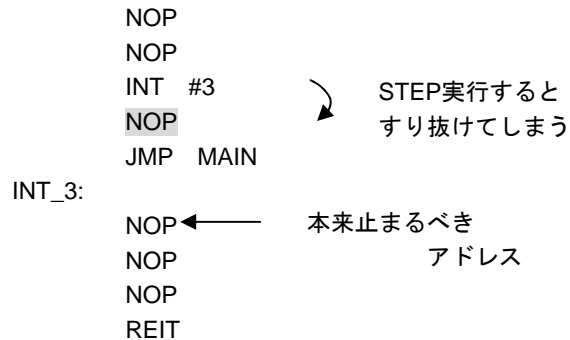 NOP
NOP
INT #3
STEP実行すると
NOP
すり抜けてしまう
JMP MAIN
INT_3:
NOP
本来止まるべき
NOP
アドレス
NOP
REIT